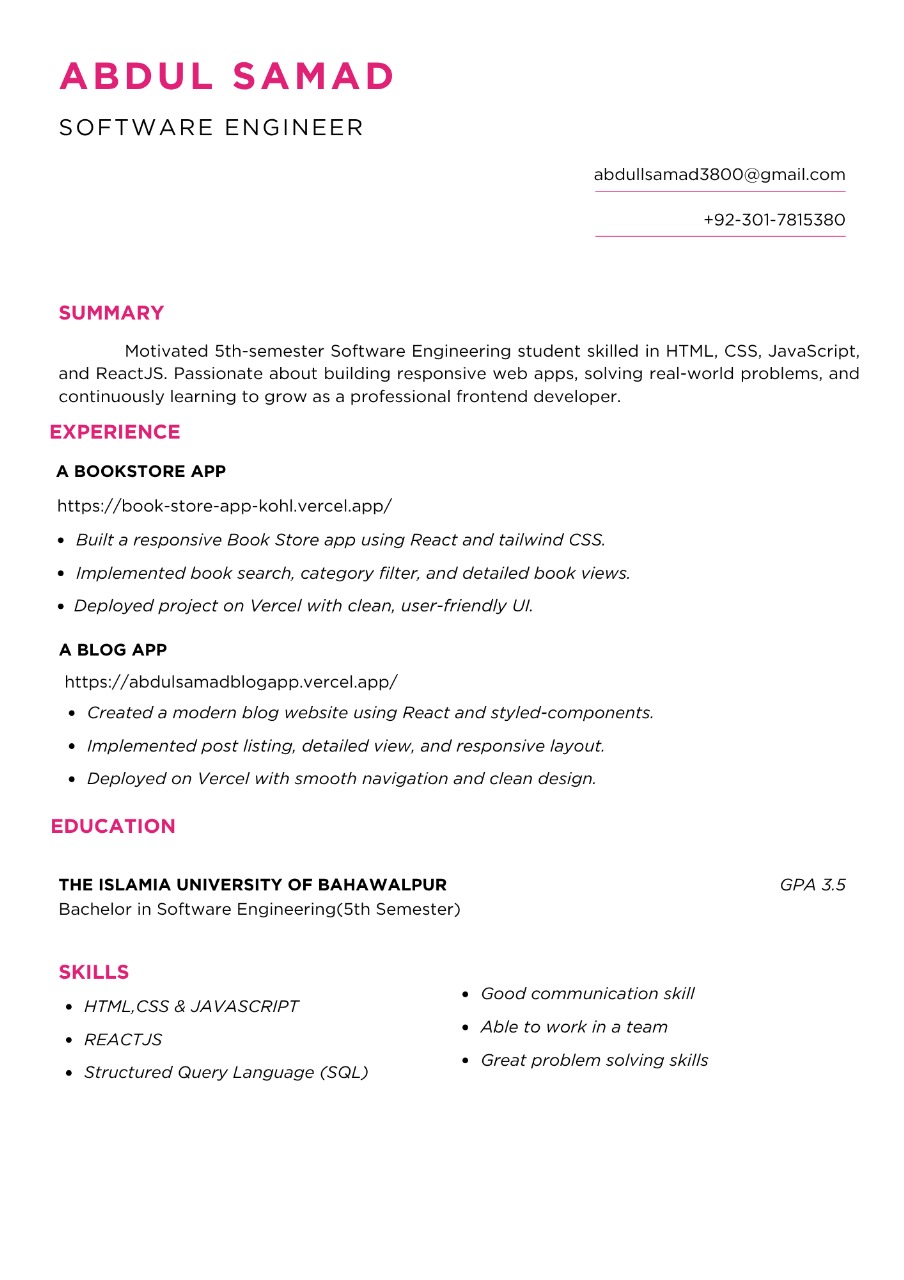 ABDUL SAMAD
SOFTWARE ENGINEER
abdullsamad3800@gmail.com
+92-301-7815380
SUMMARY
Motivated 5th-semester Software Engineering student skilled in HTML, CSS, JavaScript,
and ReactJS. Passionate about building responsive web apps, solving real-world problems, and
continuously learning to grow as a professional frontend developer.
EXPERIENCE
A BOOKSTORE APP
https://book-store-app-kohl.vercel.app/
• Built a responsive Book Store app using React and tailwind CSS.
• Implemented book search, category filter, and detailed book views.
• Deployed project on Vercel with clean, user-friendly UI.
A BLOG APP
https://abdulsamadblogapp.vercel.app/
• Created a modern blog website using React and styled-components.
• Implemented post listing, detailed view, and responsive layout.
• Deployed on Vercel with smooth navigation and clean design.
EDUCATION
THE ISLAMIA UNIVERSITY OF BAHAWALPUR GPA 3.5
Bachelor in Software Engineering(5th Semester)
SKILLS
• HTML,CSS & JAVASCRIPT
• REACTJS
• Structured Query Language (SQL)
• Good communication skill
• Able to work in a team
• Great problem solving skills